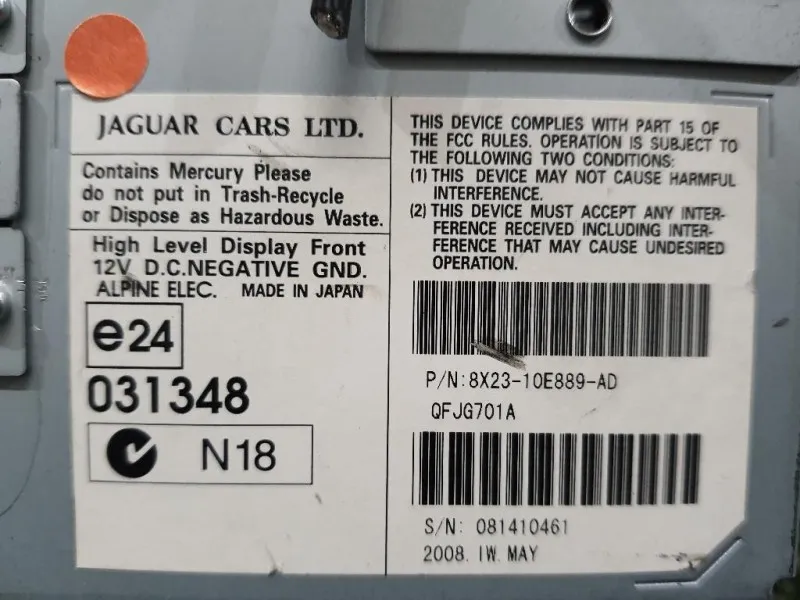 JAGUAR CARS LTD.
Contains Mercury Please
do not put in Trash-Recycle
or Dispose as Hazardous Waste.
High Level Display Front
12V D.C.NEGATIVE GND.
ALPINE ELEC. MADE IN JAPAN
e24
031348
N18
THIS DEVICE COMPLIES WITH PART 15 OF
THE FCC RULES. OPERATION IS SUBJECT TO
THE FOLLOWING TWO CONDITIONS:
(1) THIS DEVICE MAY NOT CAUSE HARMFUL
INTERFERENCE.
(2) THIS DEVICE MUST ACCEPT ANY INTER-
FERENCE RECEIVED INCLUDING INTER-
FERENCE THAT MAY CAUSE UNDESIRED
OPERATION.
P/N:8X23-10E889-AD
QFJG701A
S/N: 081410461
2008. 1W. MAY